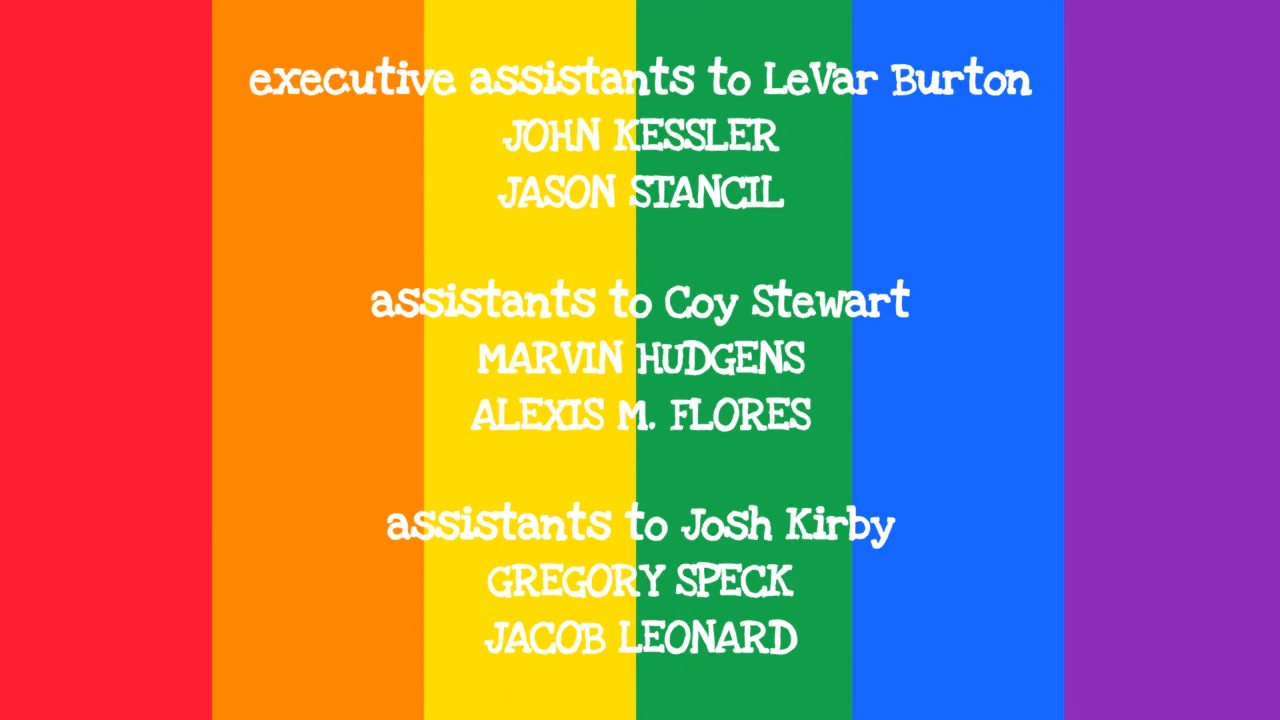 executive assistants to LeVar Burton
JOHN KESSLER
JASON STANCIL
assistants to Coy Stewart
MARVIN HUDGENS
ALEXIS M. FLORES
assistants to Josh Kirby
GREGORY SPECK
JACOB LEONARD